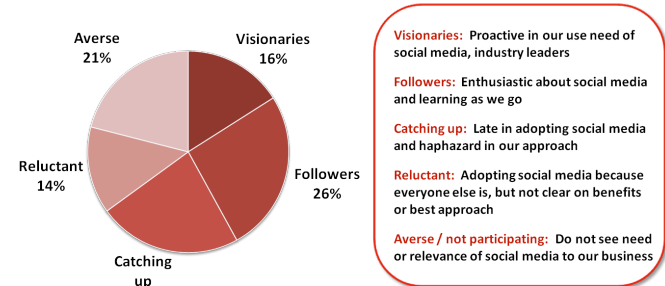 Averse
21%
Visionaries
16%
Followers
26%
Catching
up
Reluctant
14%
Visionaries: Proactive in our use need of
social media, industry leaders
Followers: Enthusiastic about social media
and learning as we go
Catching up: Late in adopting social media
and haphazard in our approach
Reluctant: Adopting social media because
everyone else is, but not clear on benefits
or best approach
Averse / not participating: Do not see need
or relevance of social media to our business